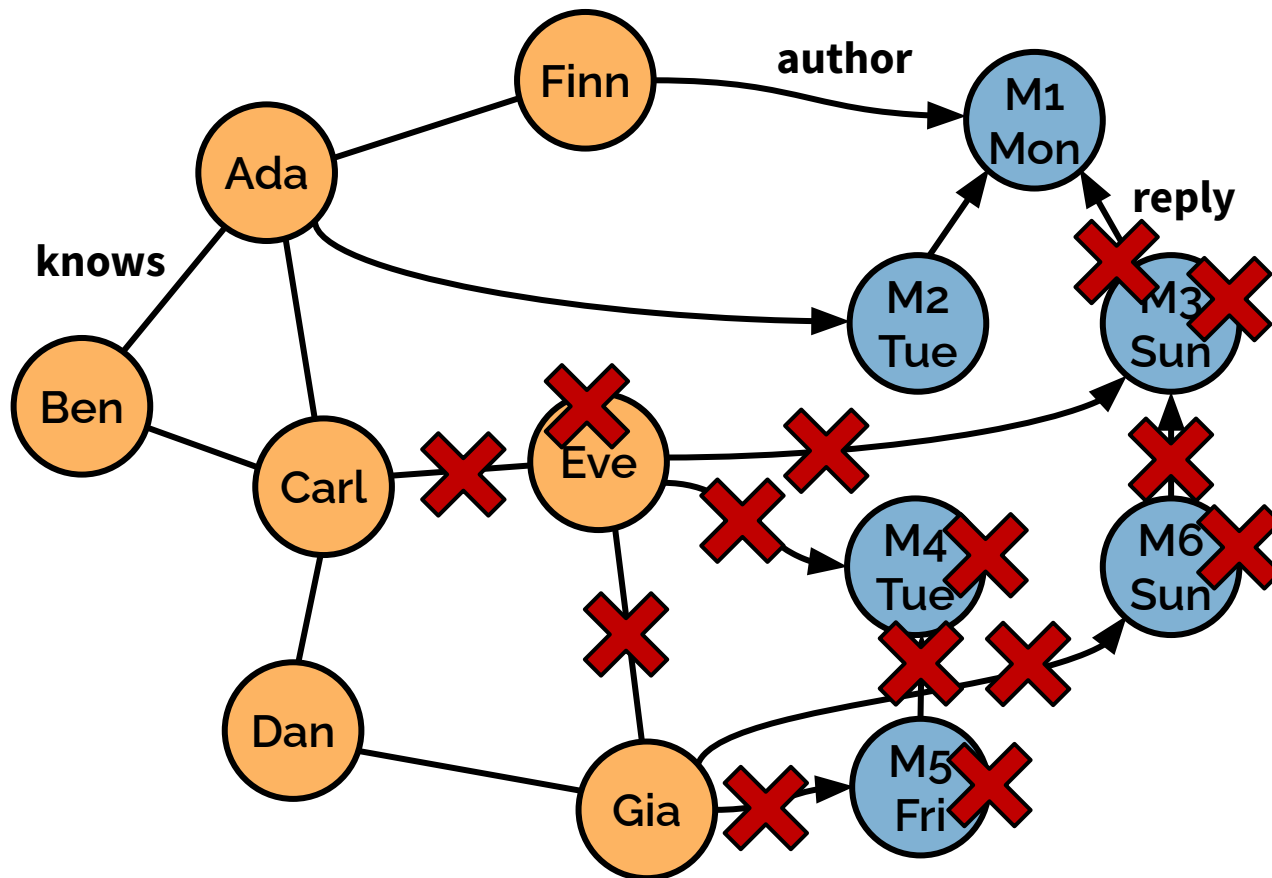 author
Finn
M1
Mon
Ada
reply
knows
M2
Tue
M3
Sun
Ben
Carl
Eve
M4
Tue
M6
Sun
Dan
M5
Fri
Gia